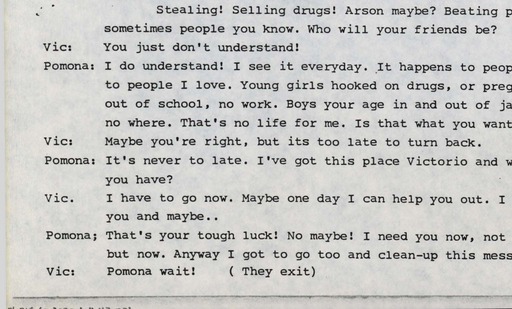 Stealing! Selling drugs! Arson maybe? Beating p
sometimes people you know. Who will your friends be?
Vic: You just don't understand!
Pomona: I do understand! I see it everyday. It happens to peop
to people I love. Young girls hooked on drugs, or preg
out of school, no work. Boys your age in and out of ja
no where. That's no life for me. Is that what you want
Vic: Maybe you're right, but its too late to turn back.
Pomona: It's never to late. I've got this place Victorio and w
you have?
Vic. I have to go now. Maybe one day I can help you out. I
you and maybe..
Pomona; That's your tough luck! No maybe! I need you now, not
but now. Anyway I got to go too and clean-up this mess
Vic: Pomona wait! ( They exit)